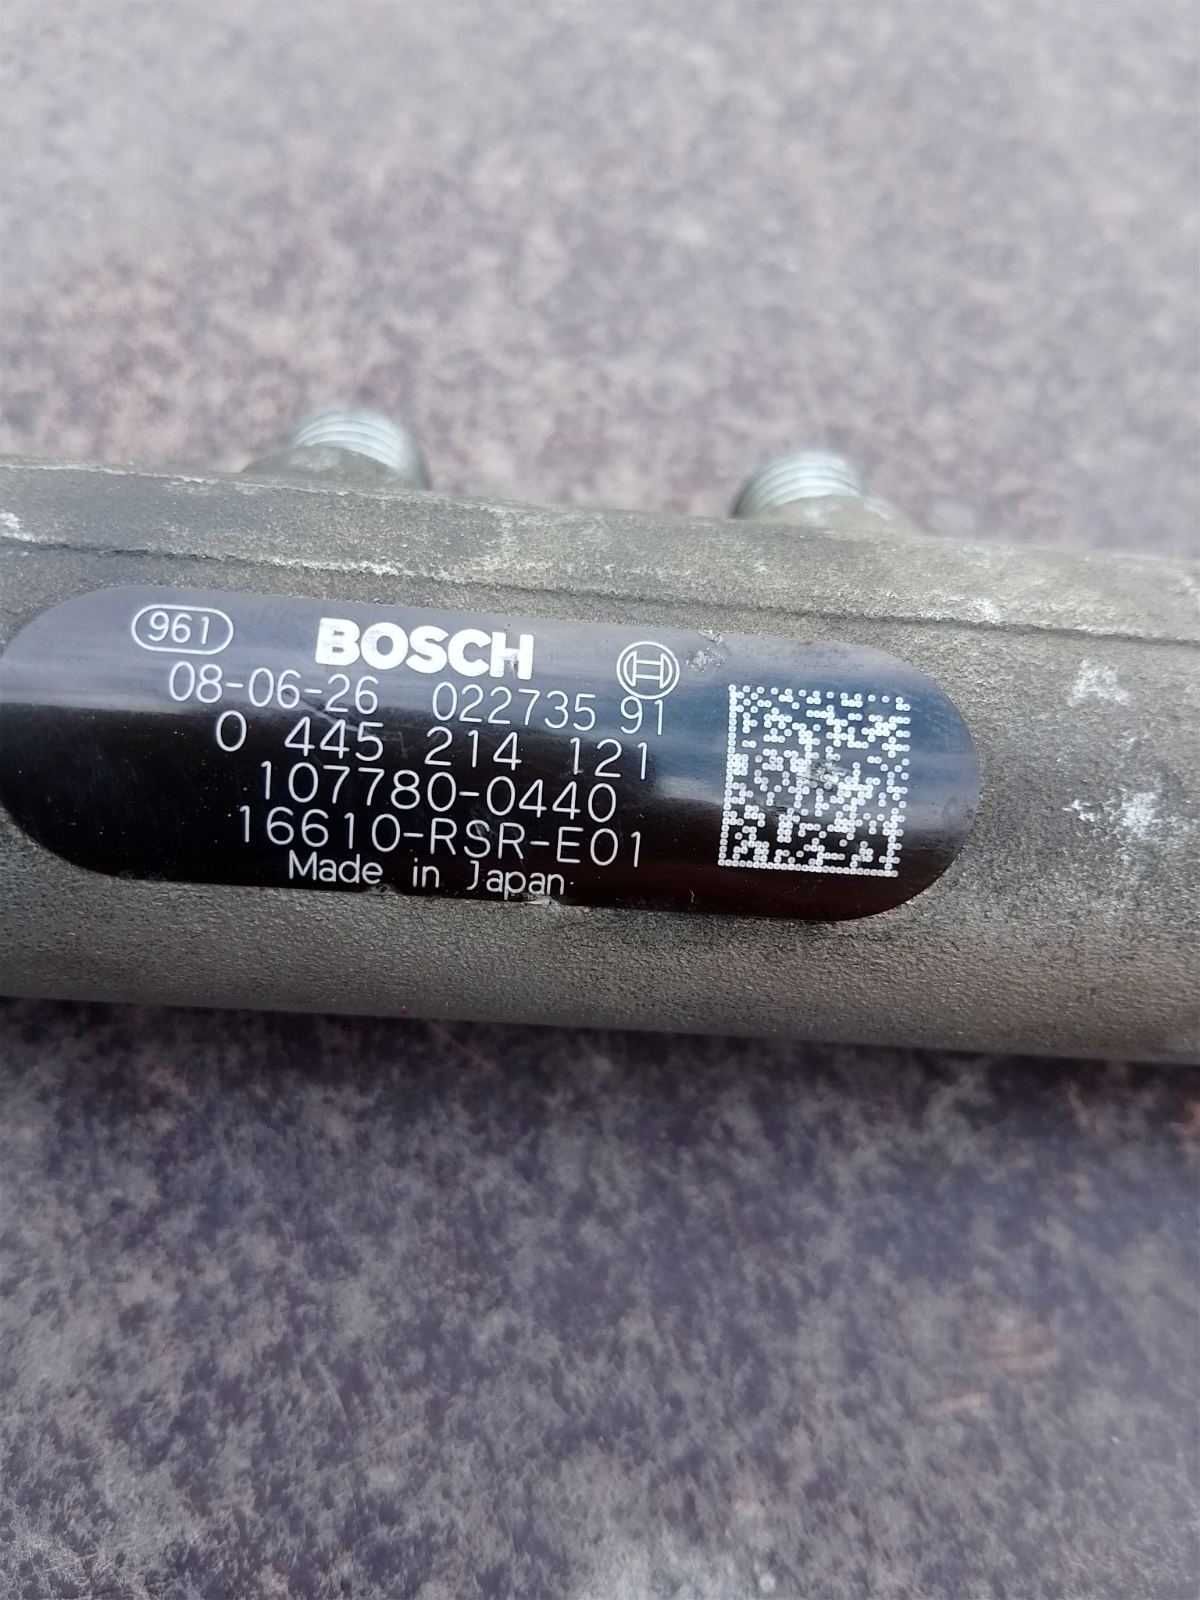 961 BOSCH
08-06-26 022735 91
0 445 214 121
107780-0440
16610-RSR-E01
Made in Japan